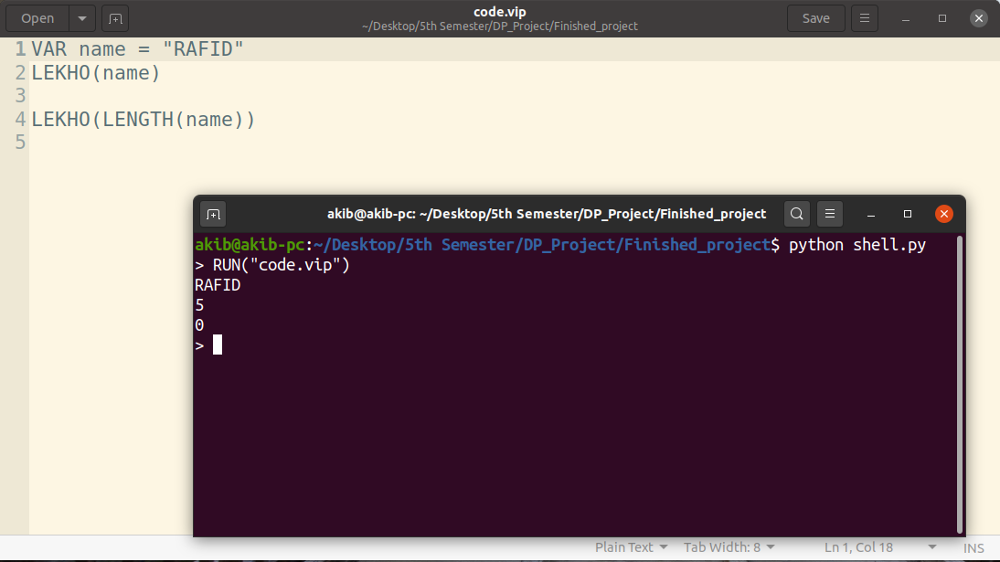 Open
code.vip
~/Desktop/5th Semester/DP_Project/Finished_project
Save
1 VAR name = "RAFID"
2 LEKHO(name)
3
4 LEKHO(LENGTH(name))
5
akib@akib-pc: ~/Desktop/5th Semester/DP_Project/Finished_project
akib@akib-pc:~/Desktop/5th Semester/DP_Project/Finished_project$ python shell.py
> RUN("code.vip")
RAFID
5
0
>
Plain Text Tab Width: 8 Ln 1, Col 18 INS